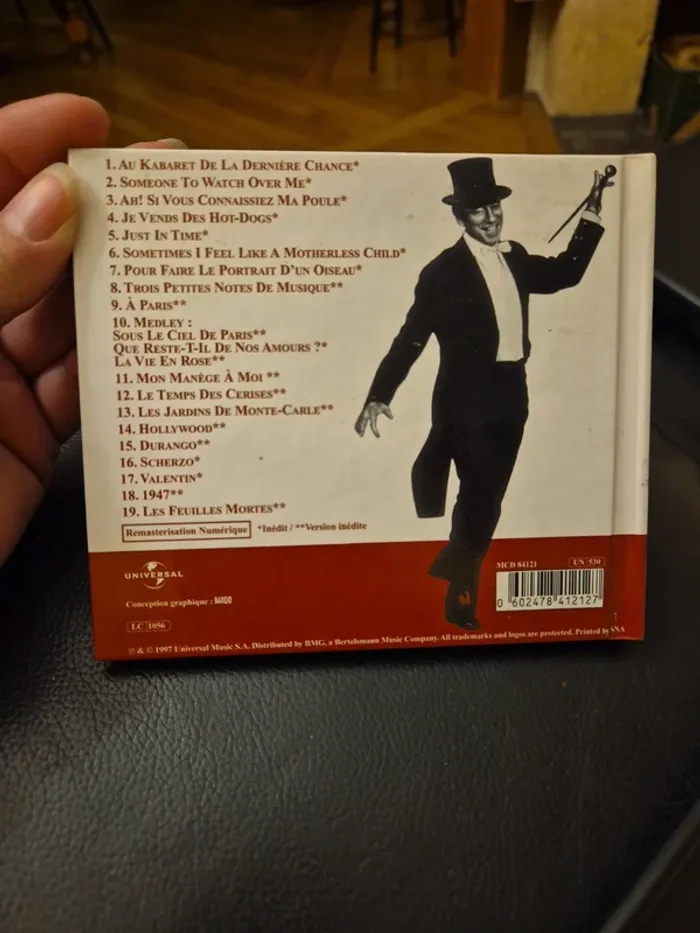 1. Au Kabaret De La Dernière Chance*
2. Someone To Watch Over Me*
3. Ah! Si Vous Connaissiez Ma Poule*
4. Je Vends Des Hot-Dogs*
5. Just In Time*
6. Sometimes I Feel Like A Motherless Child*
7. Pour Faire Le Portrait D'un Oiseau*
8. Trois Petites Notes De Musique**
9. À Paris**
10. Medley :
Sous Le Ciel De Paris**
Que Reste-T-Il De Nos Amours ?*
La Vie En Rose**
11. Mon Manège À Moi **
12. Le Temps Des Cerises**
13. Les Jardins De Monte-Carle**
14. Hollywood**
15. Durango**
16. Scherzo*
17. Valentin*
18. 1947**
19. Les Feuilles Mortes**
Remasterisation Numérique *Inédit / **Version inédite
UNIVERSAL
Conception graphique :
LC 1056
MCD 84121 UN 530
0 602478 412127
℗ & © 1997 Universal Music S.A. Distributed by BMG, a Bertelsmann Music Company. All trademarks and logos are protected. Printed by SNA